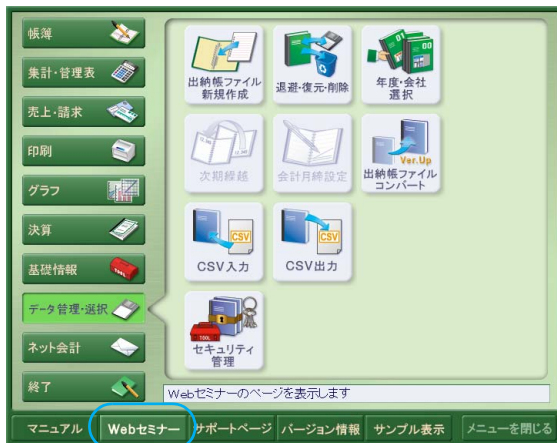 帳簿
集計・管理表
売上・請求
印刷
グラフ
決算
基礎情報
データ管理・選択
ネット会計
終了
出納帳ファイル
新規作成
退避・復元・削除
年度・会社
選択
次期繰越
会計月締設定
Ver.Up
出納帳ファイル
コンバート
CSV
CSV入力
CSV
CSV出力
TOOL
セキュリティ
管理
Webセミナーのページを表示します
マニュアル
Webセミナー
サポートページ
バージョン情報
サンプル表示
メニューを閉じる